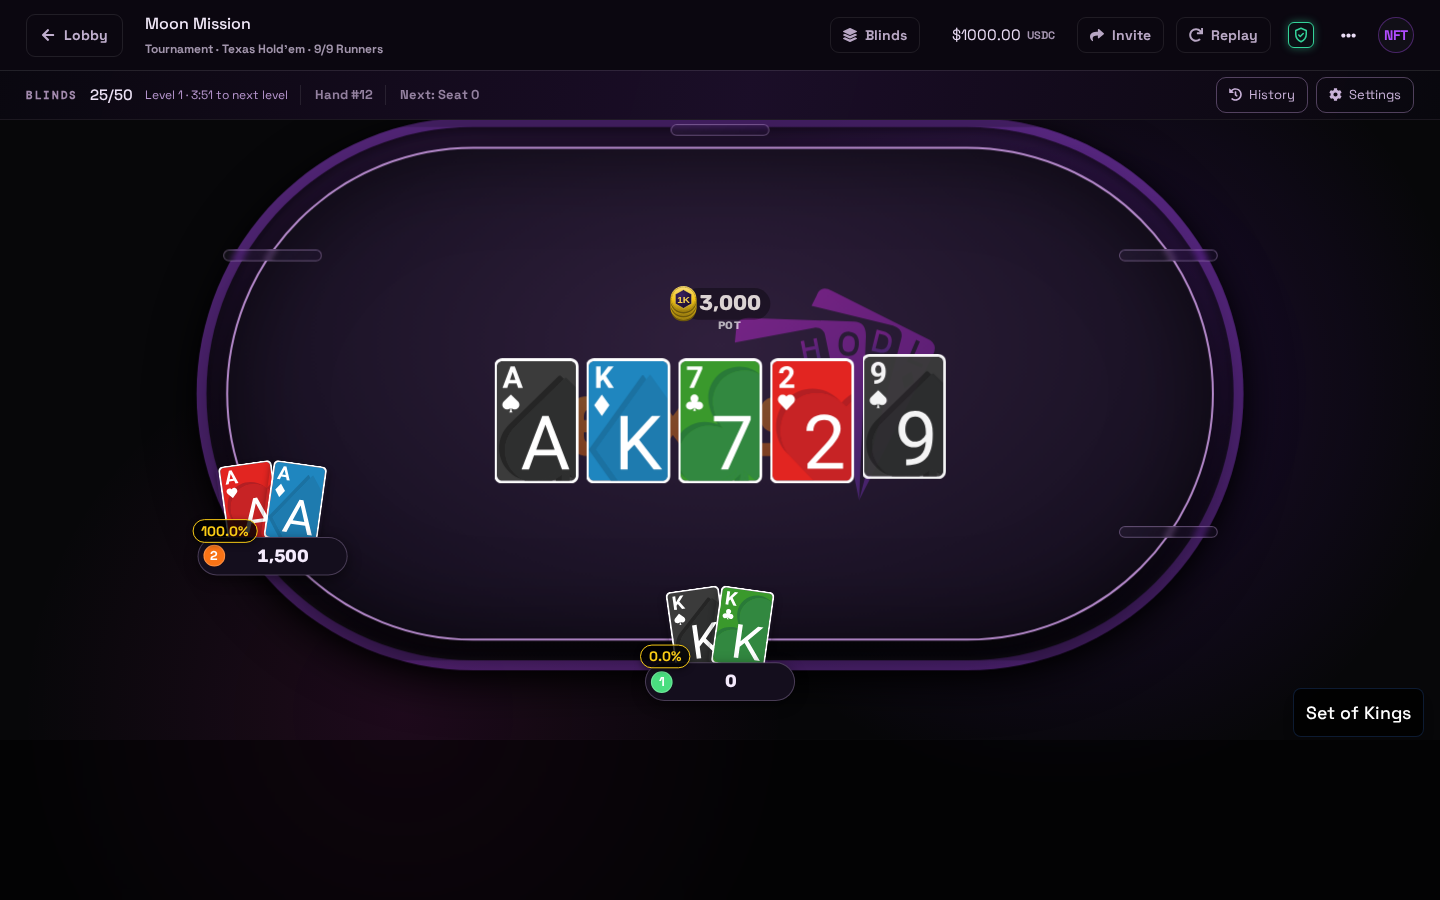 Lobby
Moon Mission
Tournament · Texas Hold'em · 9/9 Runners
Blinds
$1000.00 USDC
Invite
Replay
NFT
BLINDS 25/50 Level 1 · 3:51 to next level
Hand #12
Next: Seat 0
History
Settings
1K 3,000
POT
HOD
A A
K K
7 7
2 2
9 9
A A
A A
100.0%
2 1,500
K K
K K
0.0%
1 0
Set of Kings